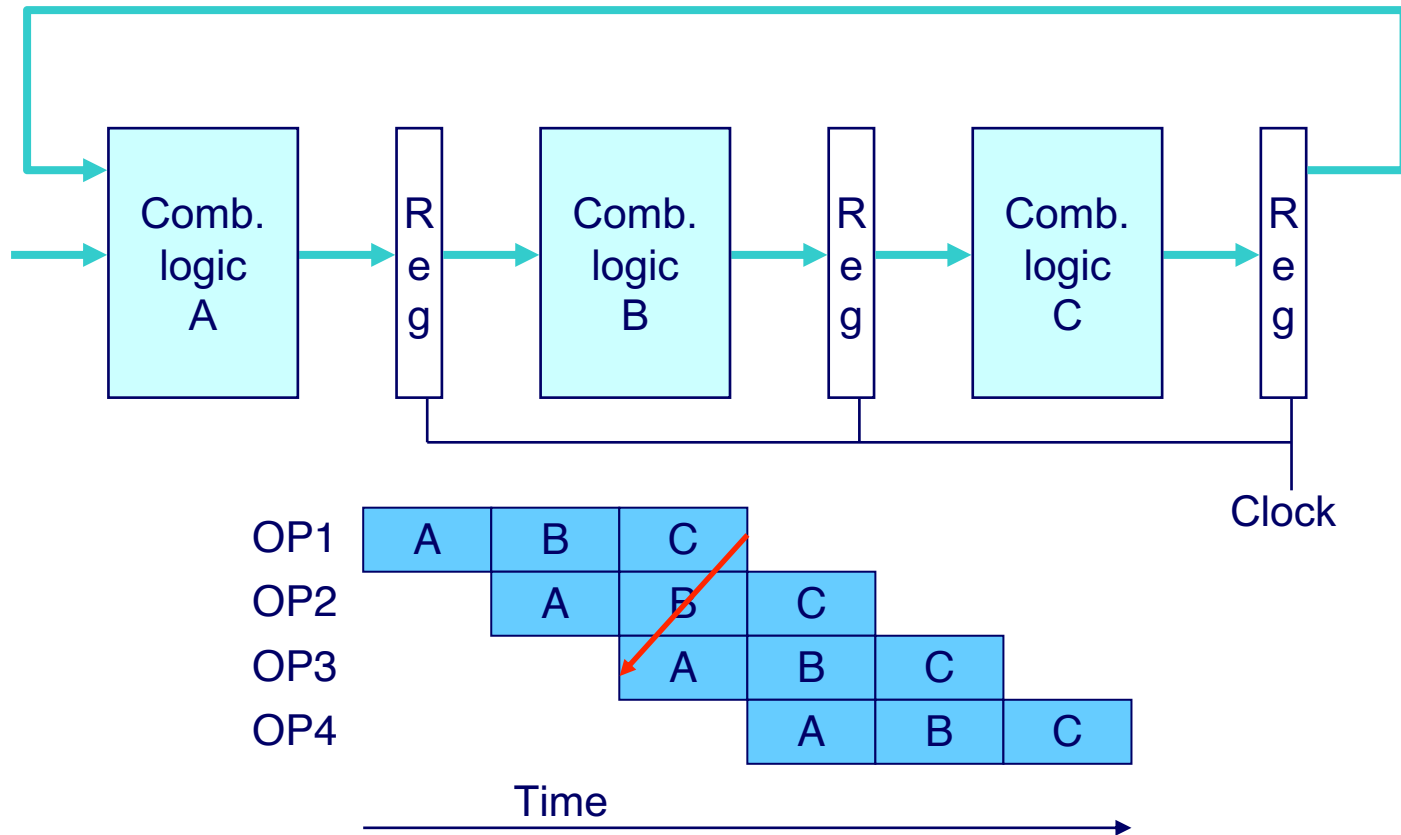 Comb.
logic
A
R
e
g
Comb.
logic
B
R
e
g
Comb.
logic
C
R
e
g
Clock
OP1 A B C
OP2 A B C
OP3 A B C
OP4 A B C
Time